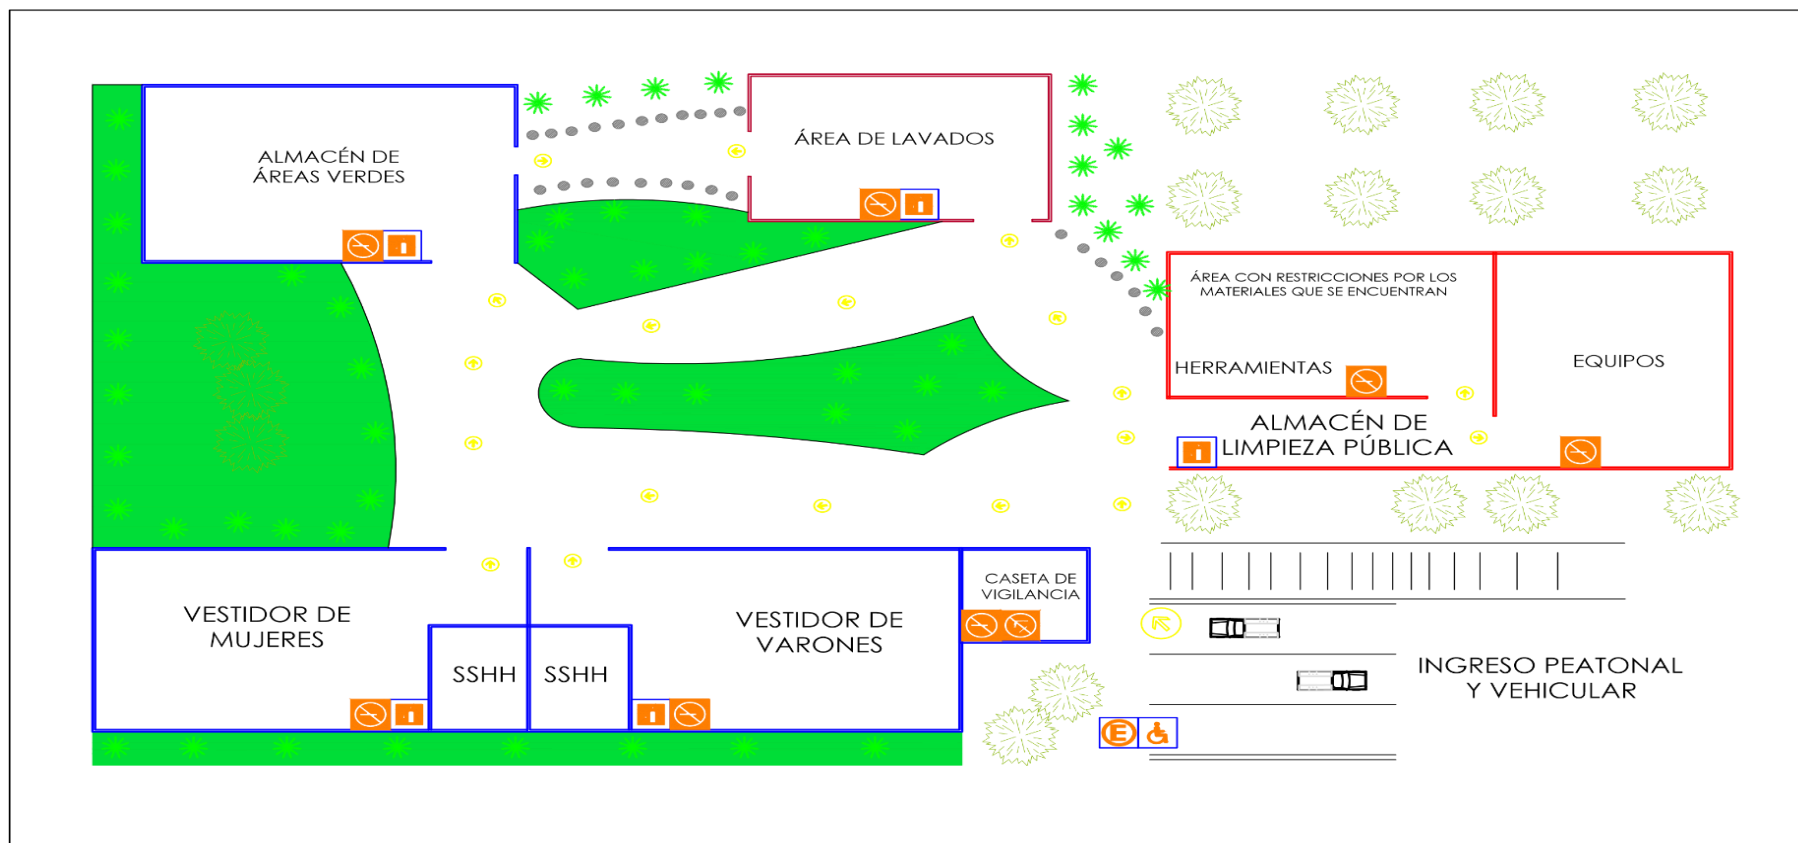 ALMACÉN DE
ÁREAS VERDES
ÁREA DE LAVADOS
ÁREA CON RESTRICCIONES POR LOS
MATERIALES QUE SE ENCUENTRAN
HERRAMIENTAS
EQUIPOS
ALMACÉN DE
LIMPIEZA PÚBLICA
VESTIDOR DE
MUJERES
SSHH
SSHH
VESTIDOR DE
VARONES
CASETA DE
VIGILANCIA
INGRESO PEATONAL
Y VEHICULAR
E